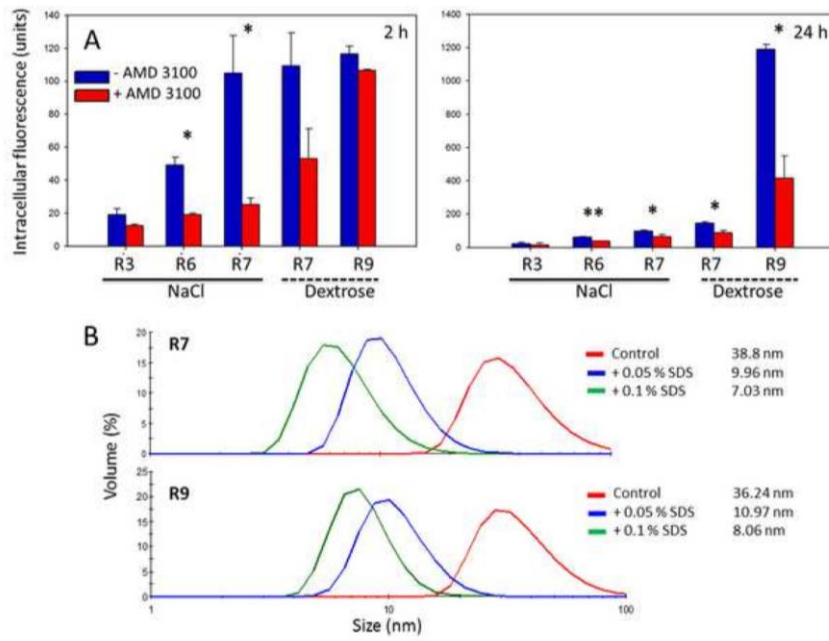 A
2 h
24 h
Intracellular fluorescence (units)
140
120
100
80
60
40
20
0
- AMD 3100
+ AMD 3100
*
*
R3 R6 R7 R7 R9
NaCl Dextrose
1400
1200
1000
800
600
400
200
0
**
*
*
*
R3 R6 R7 R7 R9
NaCl Dextrose
B
R7
20
15
10
5
0
Control 38.8 nm
+ 0.05 % SDS 9.96 nm
+ 0.1 % SDS 7.03 nm
Volume (%)
R9
25
20
15
10
5
0
Control 36.24 nm
+ 0.05 % SDS 10.97 nm
+ 0.1 % SDS 8.06 nm
1 10 100
Size (nm)